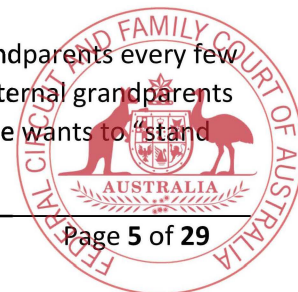 ndparents every few
ternal grandparents
e wants to "stand
Page 5 of 29
FEDERAL CIRCUIT AND FAMILY COURT OF AUSTRALIA
AUSTRALIA